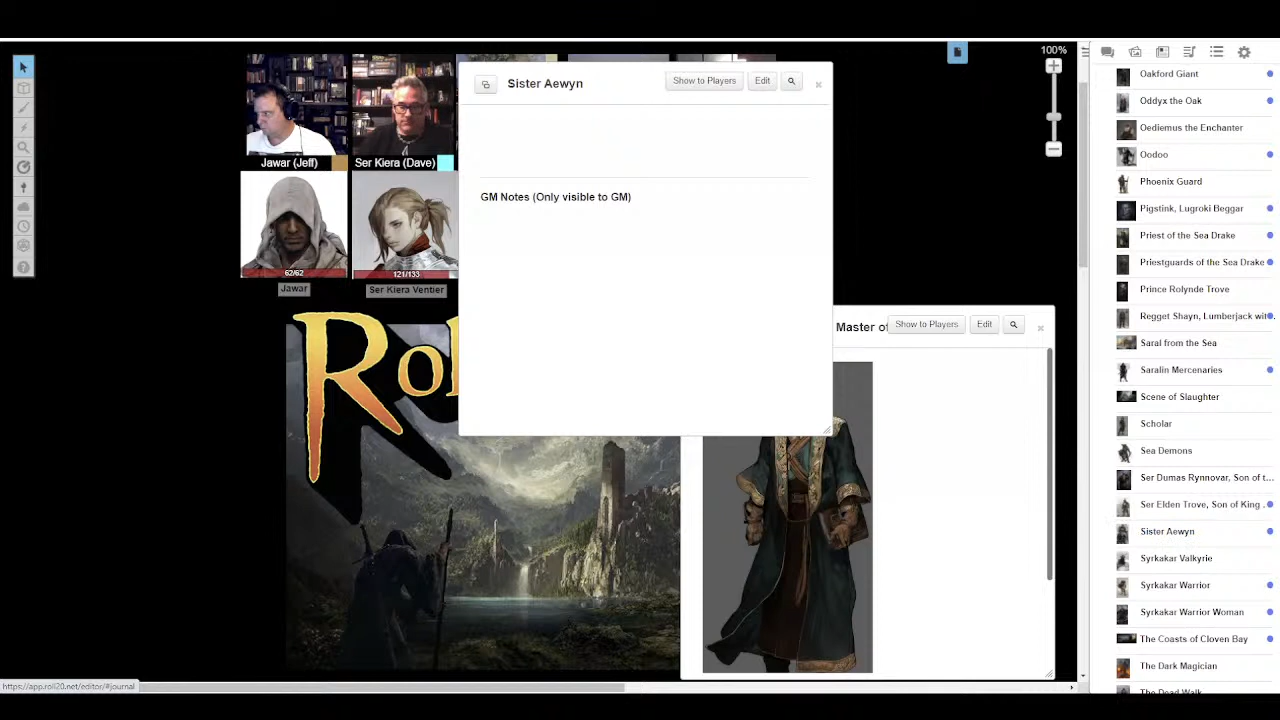 100%
Sister Aewyn
Show to Players
Edit
GM Notes (Only visible to GM)
Jawar (Jeff)
Ser Kiera (Dave)
62/62
121/133
Jawar
Ser Kiera Ventier
Master of
Show to Players
Edit
Oakford Giant
Oddyx the Oak
Oediemus the Enchanter
Oodoo
Phoenix Guard
Pigstink, Lugroki Beggar
Priest of the Sea Drake
Priestguards of the Sea Drake
Prince Rolynde Trove
Regget Shayn, Lumberjack wit...
Saral from the Sea
Saralin Mercenaries
Scene of Slaughter
Scholar
Sea Demons
Ser Dumas Rynnovar, Son of t...
Ser Elden Trove, Son of King ...
Sister Aewyn
Syrkakar Valkyrie
Syrkakar Warrior
Syrkakar Warrior Woman
The Coasts of Cloven Bay
The Dark Magician
The Dead Walk
https://app.roll20.net/editor/#journal